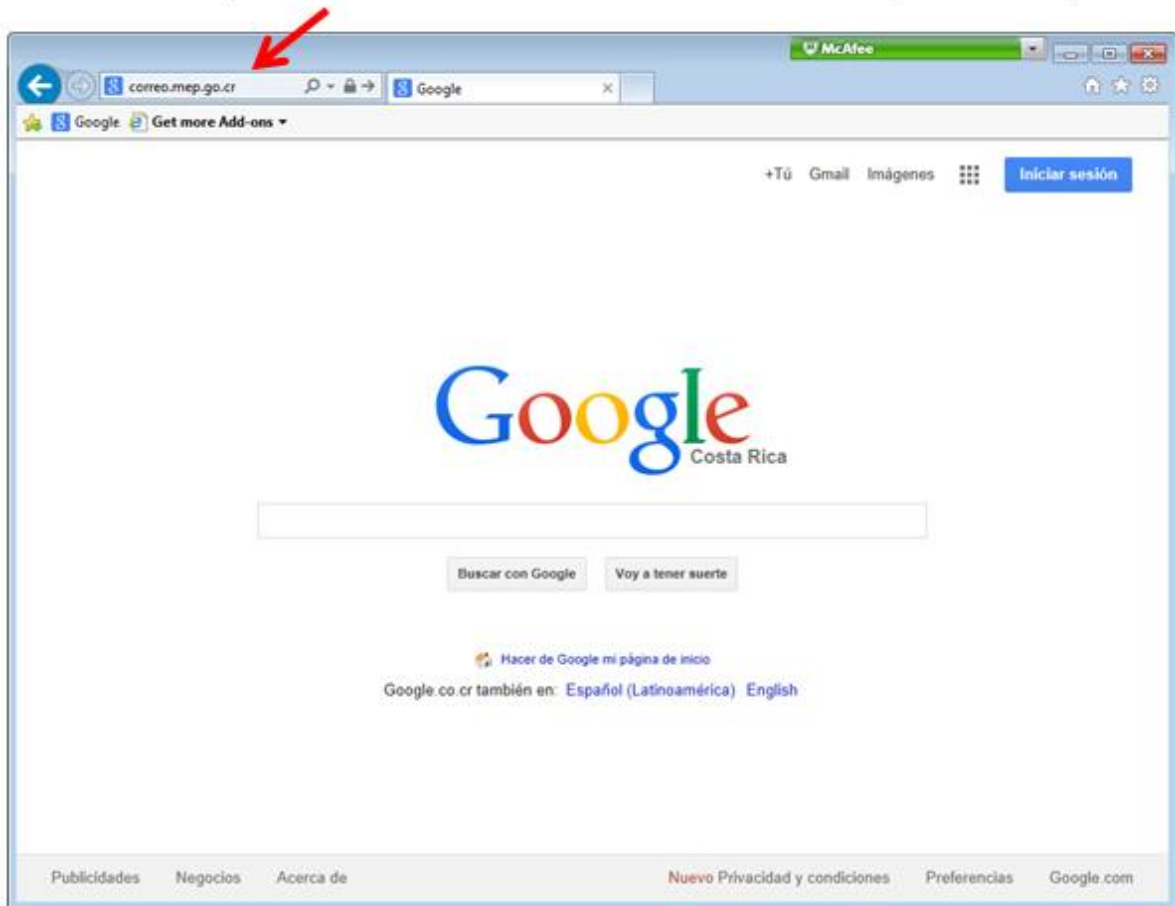 McAfee
correo.mep.go.cr
Google
Google Get more Add-ons
+Tú Gmail Imágenes Iniciar sesión
Google
Costa Rica
Buscar con Google Voy a tener suerte
Hacer de Google mi página de inicio
Google.co.cr también en: Español (Latinoamérica) English
Publicidades Negocios Acerca de Nuevo Privacidad y condiciones Preferencias Google.com